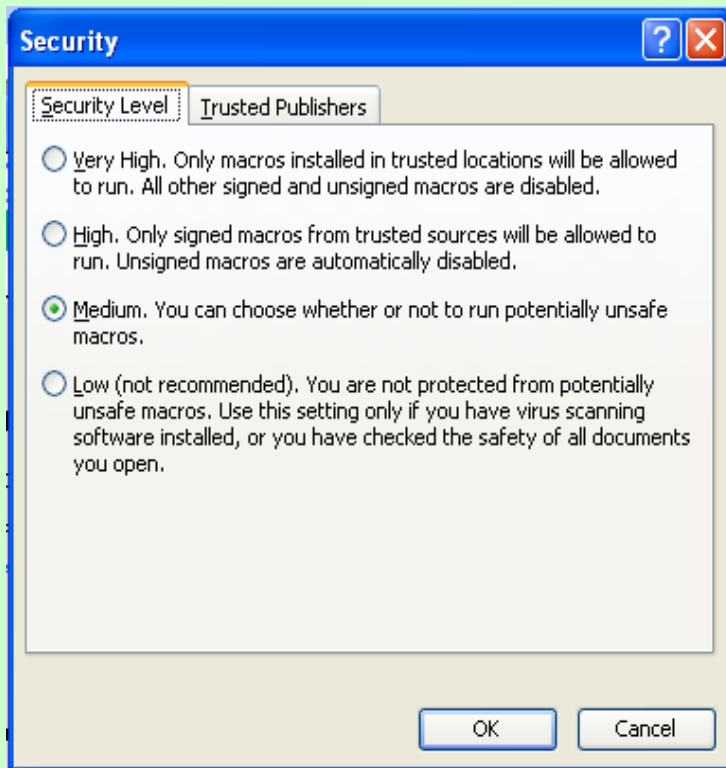 Security
Security Level
Trusted Publishers
Very High. Only macros installed in trusted locations will be allowed
to run. All other signed and unsigned macros are disabled.
High. Only signed macros from trusted sources will be allowed to
run. Unsigned macros are automatically disabled.
Medium. You can choose whether or not to run potentially unsafe
macros.
Low (not recommended). You are not protected from potentially
unsafe macros. Use this setting only if you have virus scanning
software installed, or you have checked the safety of all documents
you open.
OK
Cancel